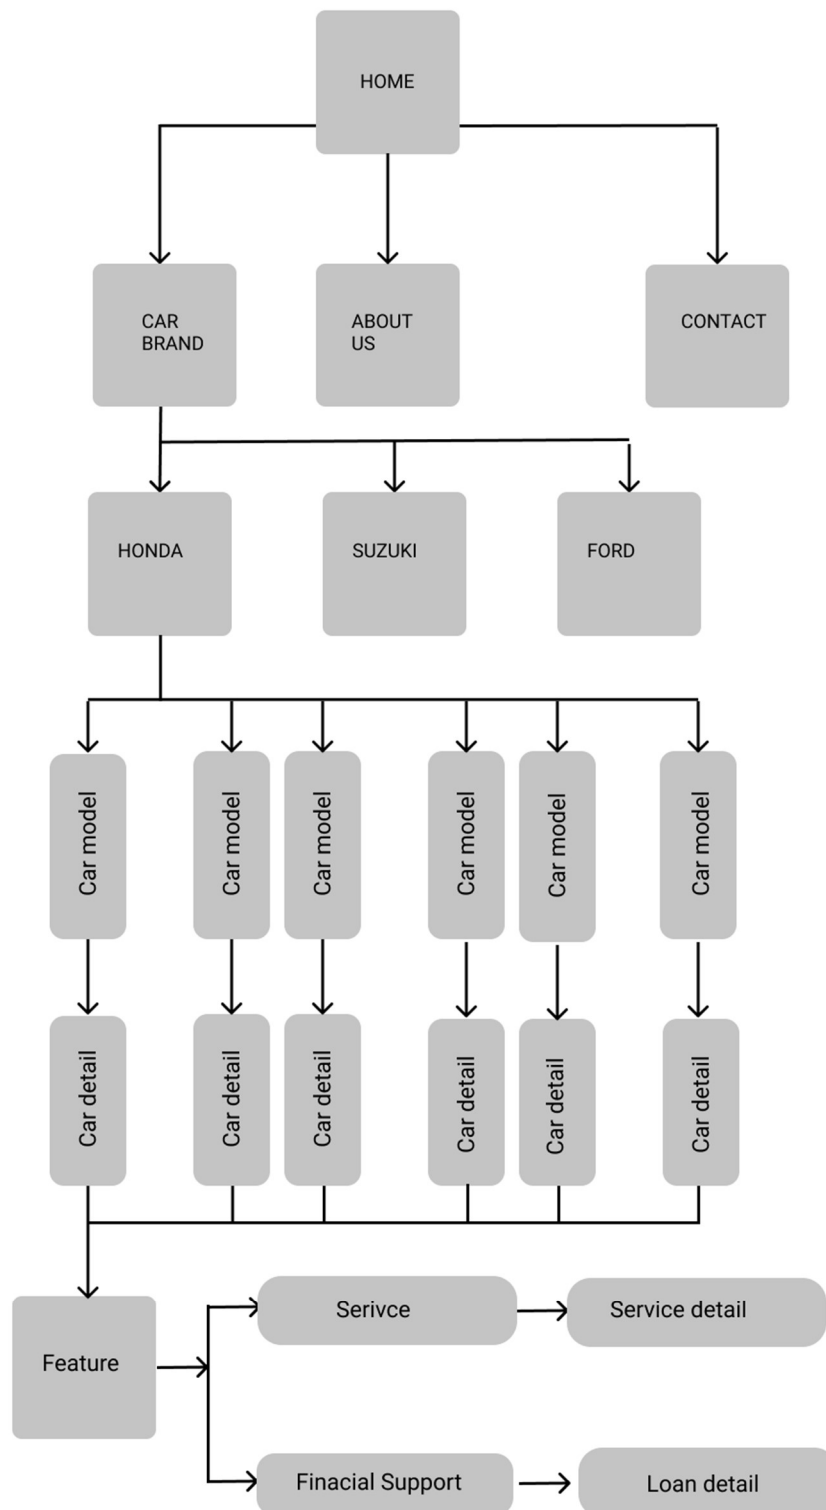 HOME
CAR
BRAND
ABOUT
US
CONTACT
HONDA
SUZUKI
FORD
Car model
Car model
Car model
Car model
Car model
Car model
Car detail
Car detail
Car detail
Car detail
Car detail
Car detail
Serivce
Service detail
Feature
Finacial Support
Loan detail